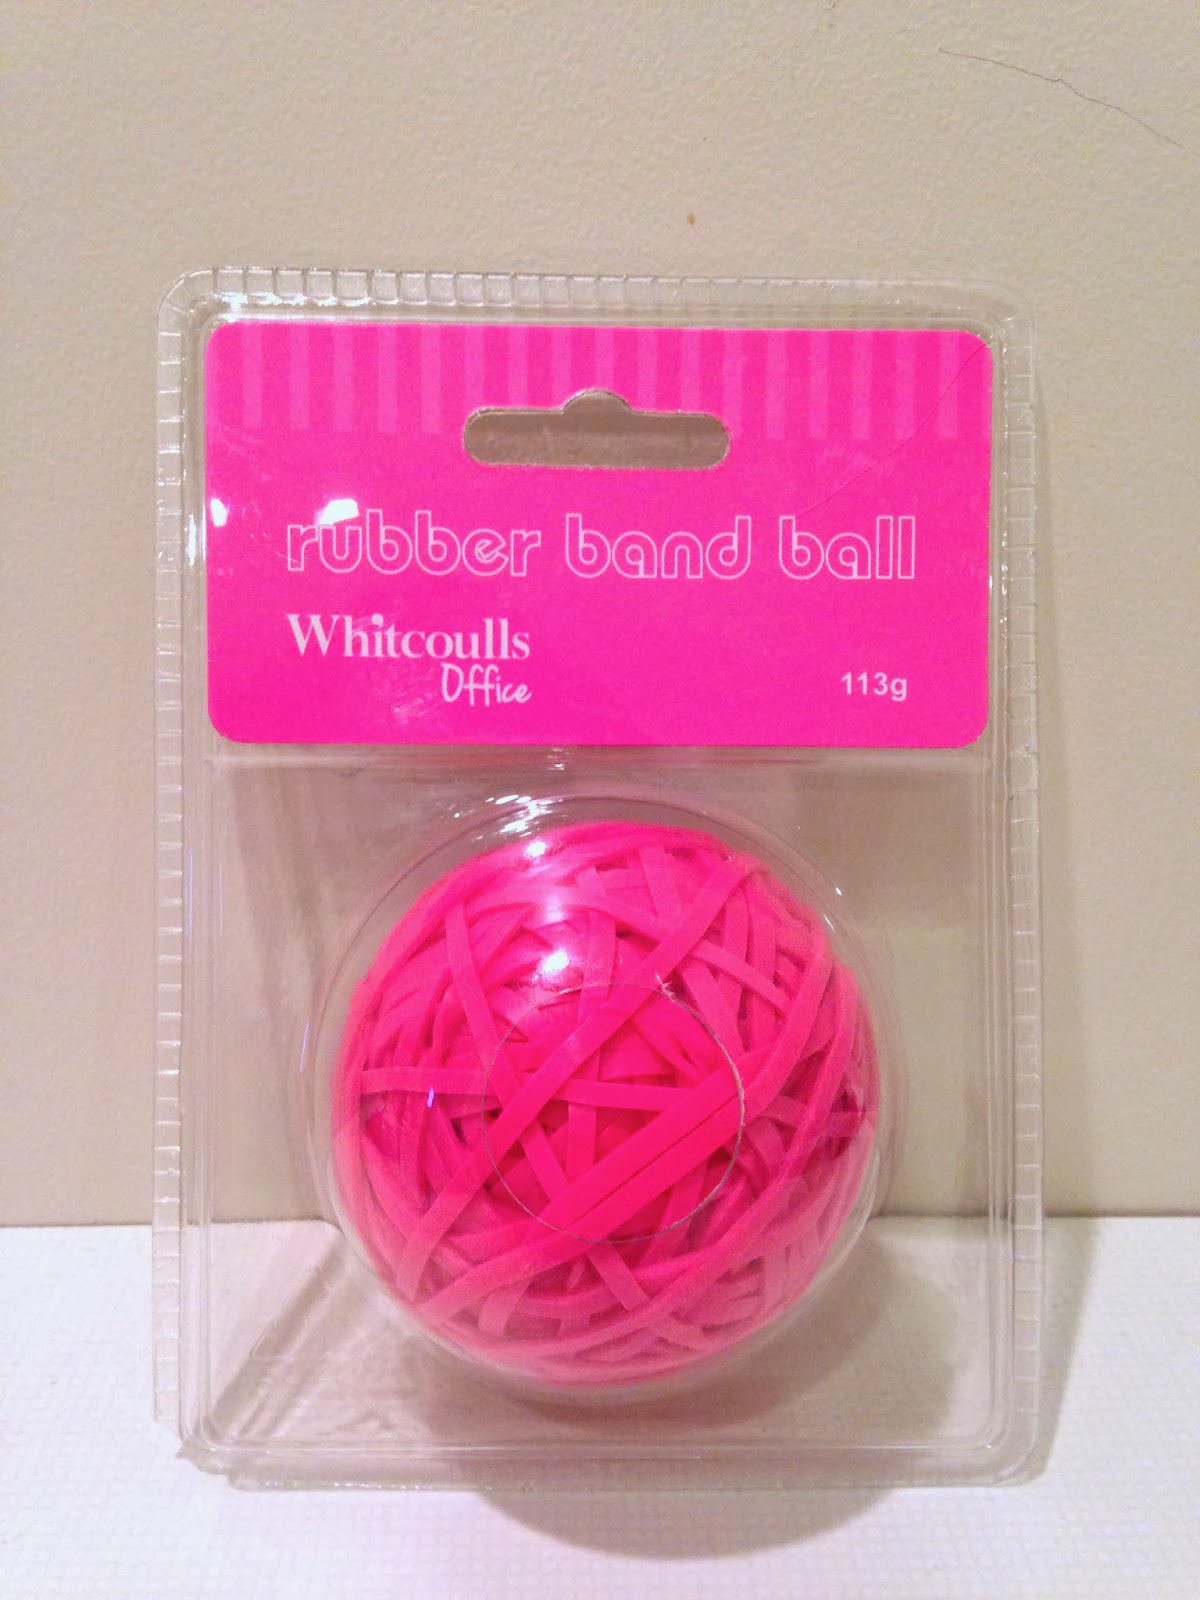 rubber band ball
Whitcoulls
Office
113g